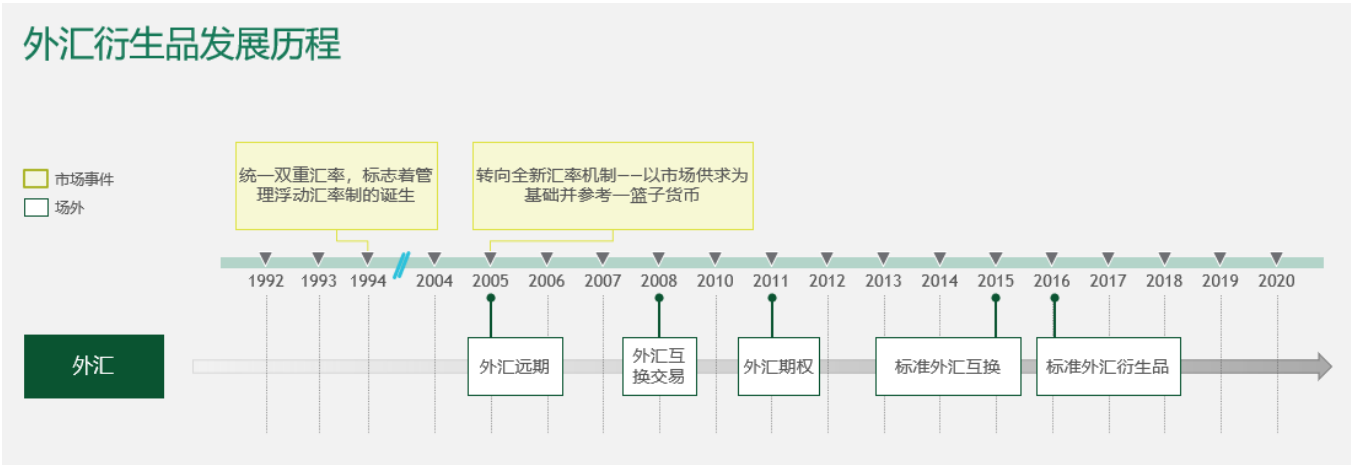 外汇衍生品发展历程
市场事件
场外
统一双重汇率，标志着管
理浮动汇率制的诞生
转向全新汇率机制——以市场供求为
基础并参考一篮子货币
1992 1993 1994 2004 2005 2006 2007 2008 2010 2011 2012 2013 2014 2015 2016 2017 2018 2019 2020
外汇
外汇远期
外汇互
换交易
外汇期权
标准外汇互换
标准外汇衍生品